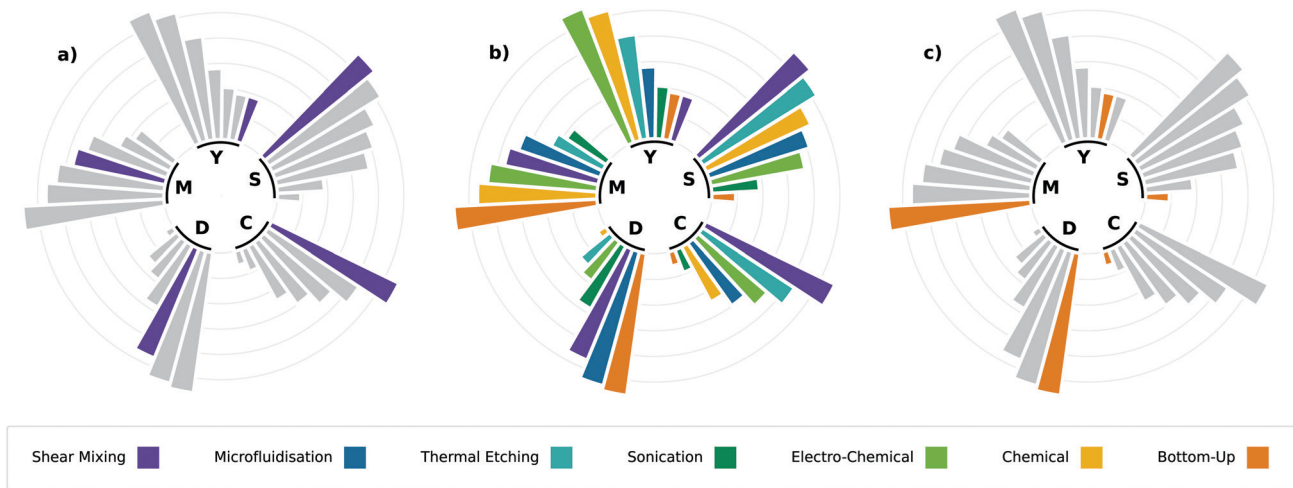 a)
Y
S
M
D
C
b)
Y
S
M
D
C
c)
Y
S
M
D
C
Shear Mixing Microfluidisation Thermal Etching Sonication Electro-Chemical Chemical Bottom-Up